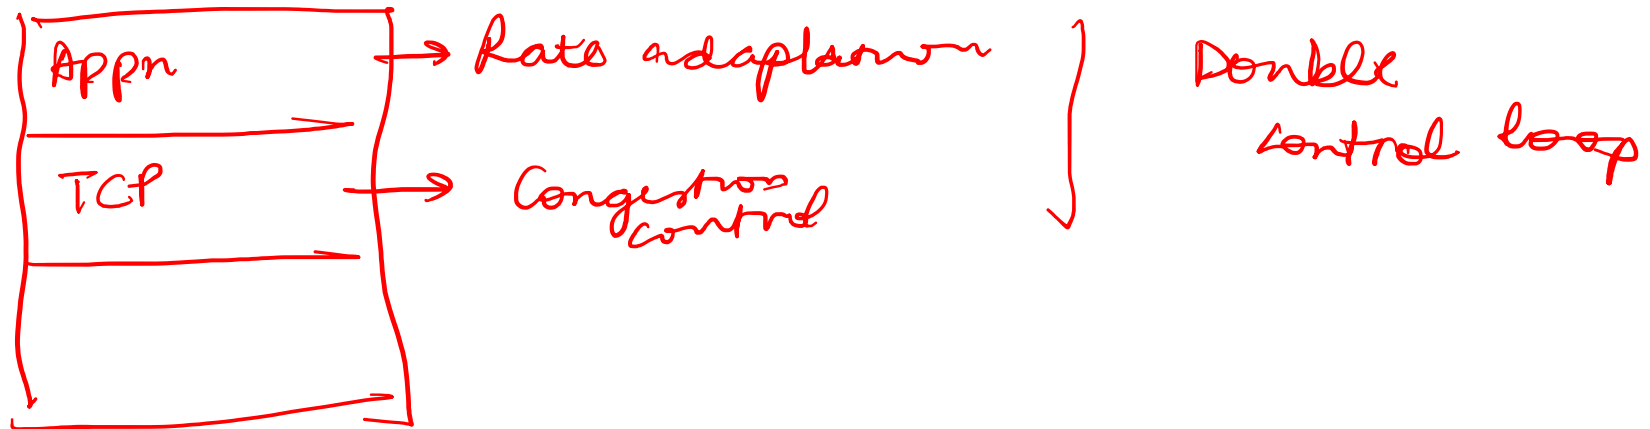 Appn
Rate adaptation
TCP
Congestion
control
Double
control loop